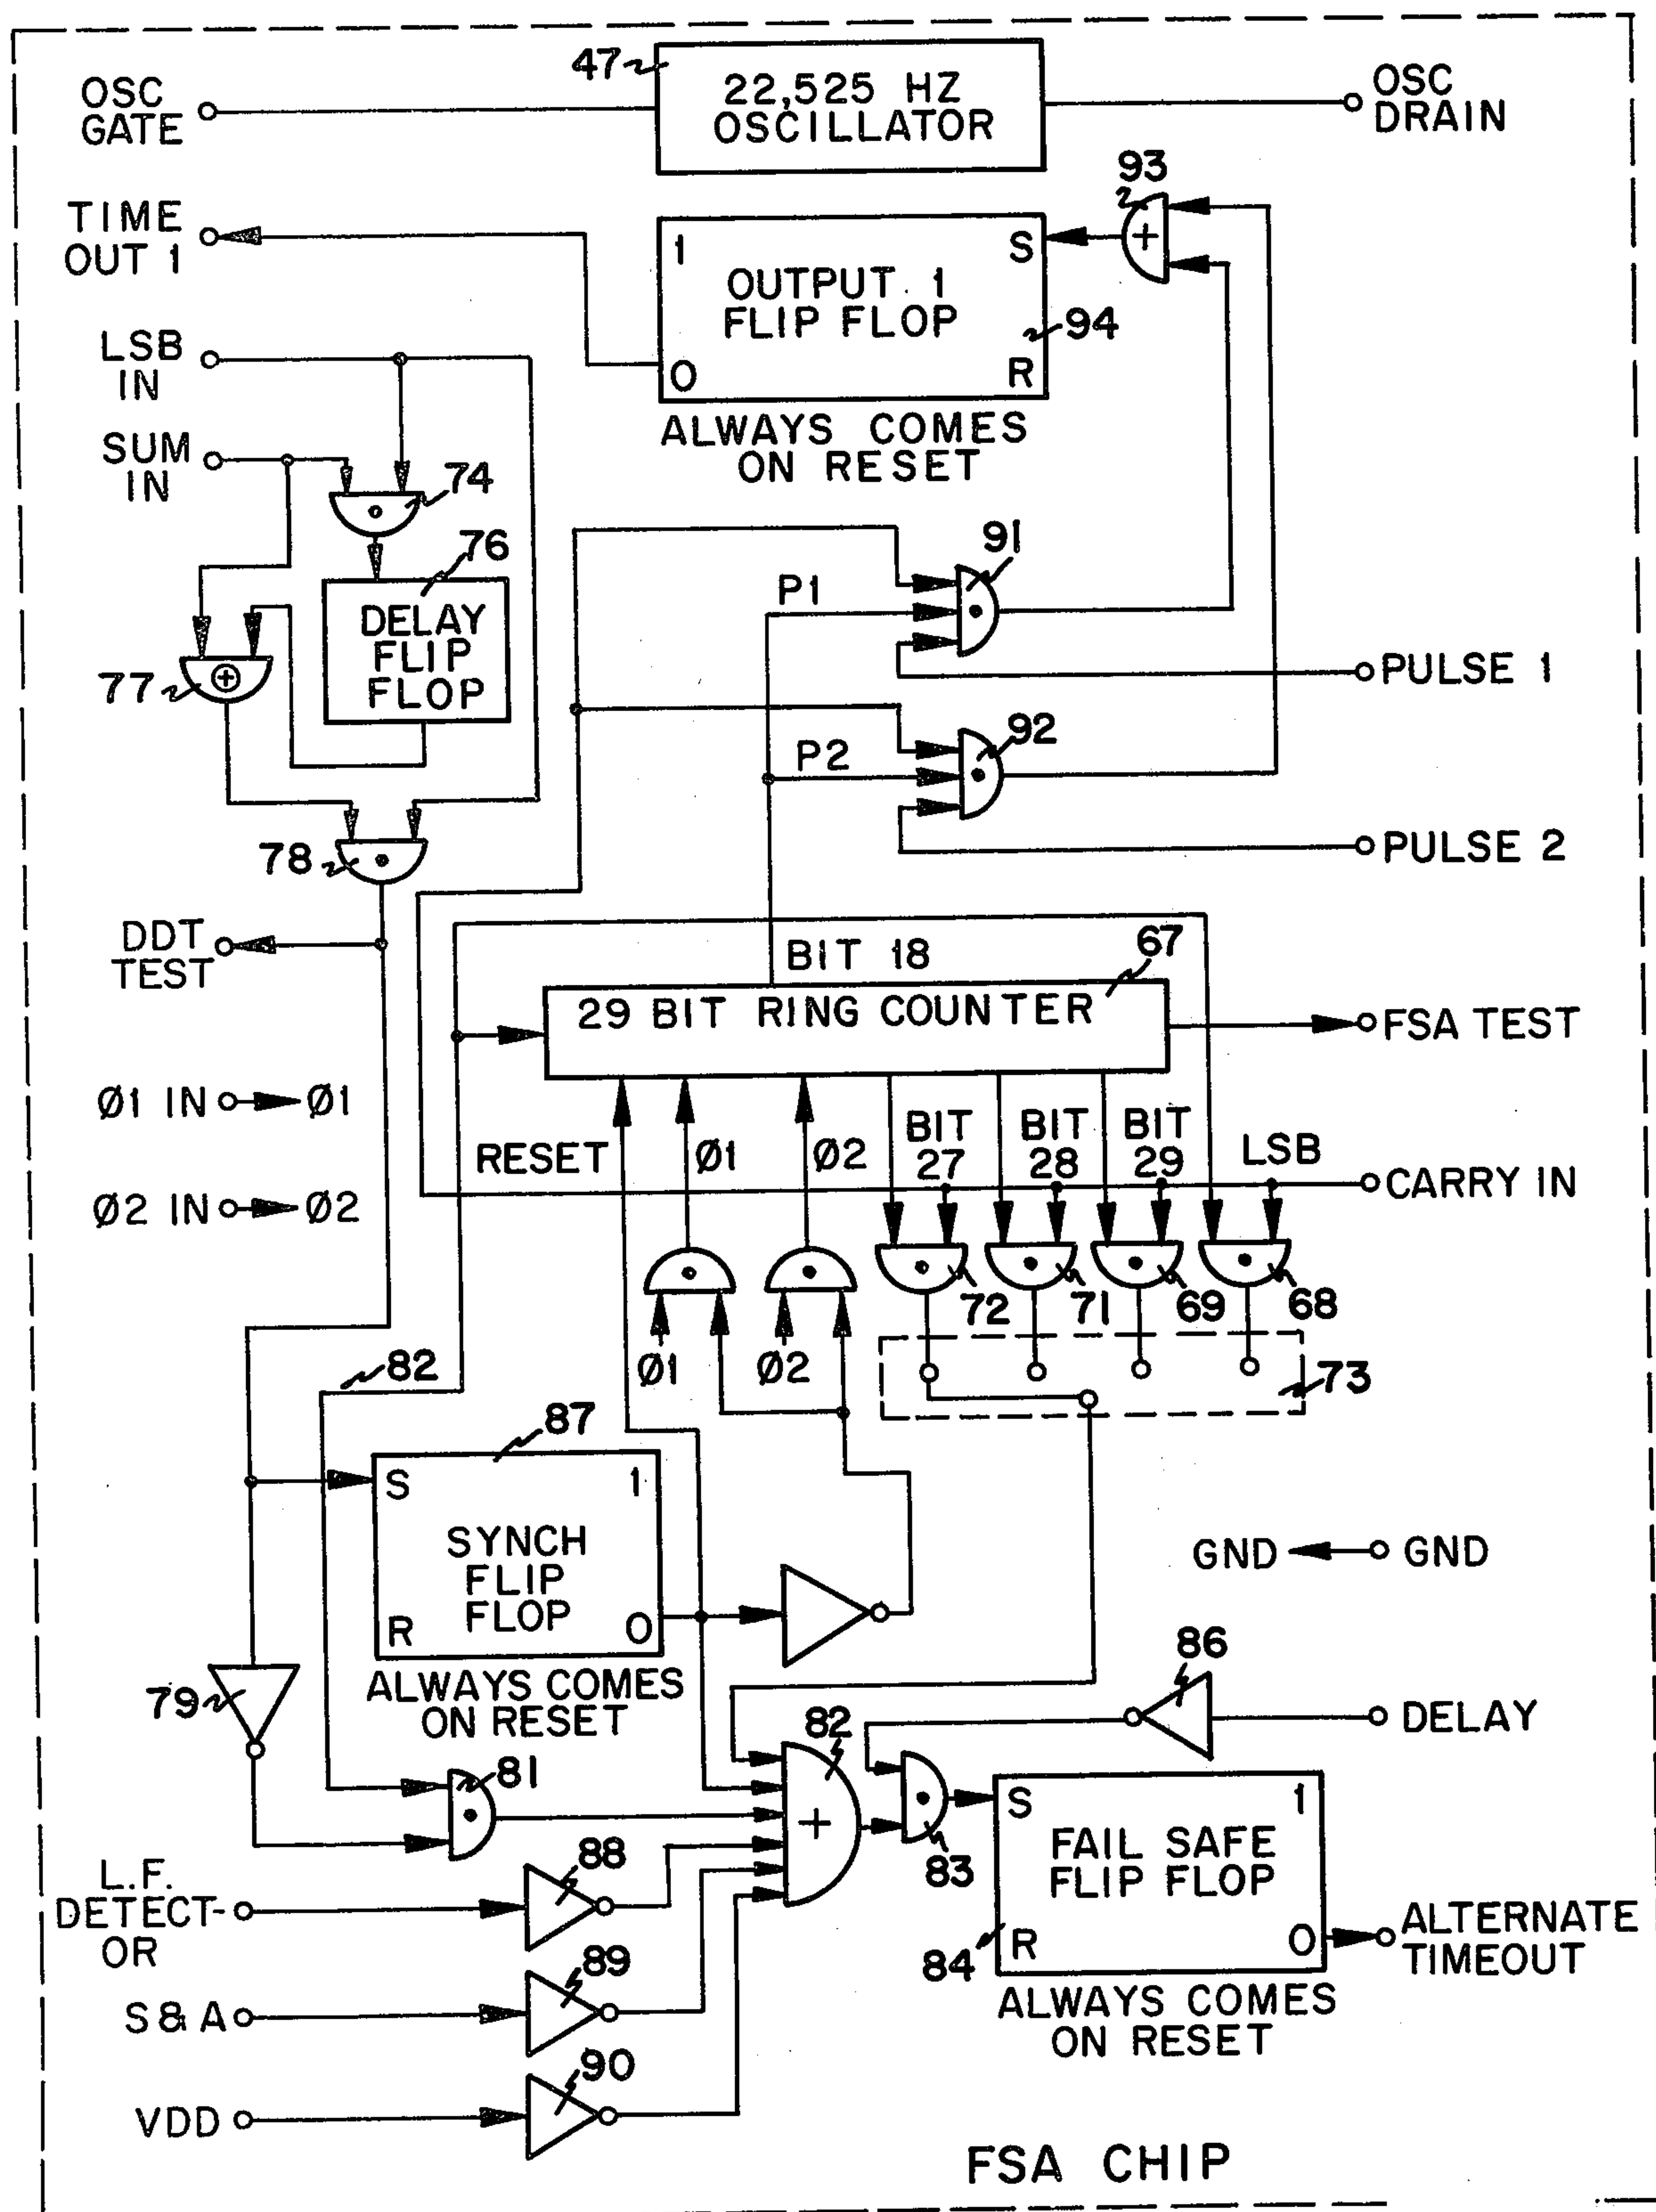 47
22,525 HZ
OSCILLATOR
OSC
GATE
OSC
DRAIN
93
TIME
OUT 1
1
S
+
OUTPUT 1
FLIP FLOP
94
O
R
ALWAYS COMES
ON RESET
LSB
IN
SUM
IN
74
76
DELAY
FLIP
FLOP
77
+
91
P1
PULSE 1
92
P2
PULSE 2
78
DDT
TEST
BIT 18
67
29 BIT RING COUNTER
FSA TEST
Ø1 IN
Ø1
Ø2 IN
Ø2
RESET
Ø1
Ø2
BIT
27
BIT
28
BIT
29
LSB
CARRY IN
72
71
69
68
Ø1
Ø2
73
82
87
S
1
SYNCH
FLIP
FLOP
R
O
ALWAYS COMES
ON RESET
GND
GND
79
86
DELAY
82
81
+
83
S
1
FAIL SAFE
FLIP FLOP
84
R
O
ALTERNATE
TIMEOUT
ALWAYS COMES
ON RESET
L.F.
DETECT-
OR
88
S & A
89
VDD
90
FSA CHIP